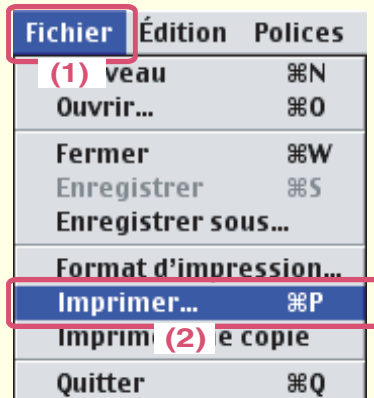 Fichier Édition Polices
(1) veau ⌘N
Ouvrir... ⌘O
Fermer ⌘W
Enregistrer ⌘S
Enregistrer sous...
Format d'impression...
Imprimer... ⌘P
Imprim (2) e copie
Quitter ⌘Q